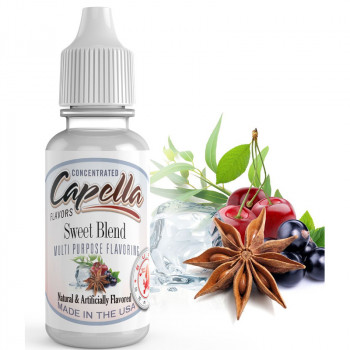 CONCENTRATED
Capella
FLAVORS
Sweet Blend
MULTI PURPOSE FLAVORING
Natural & Artificially Flavored
MADE IN THE USA